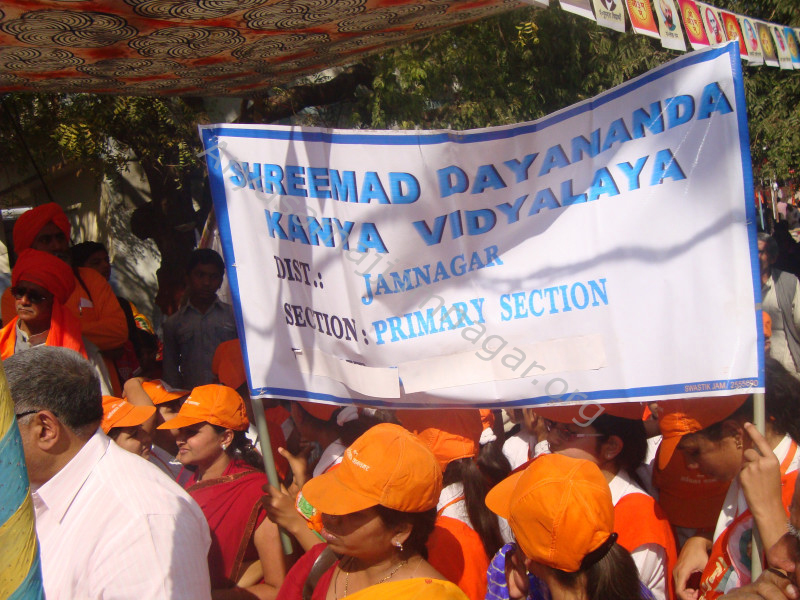 SHREEMAD DAYANANDA
KANYA VIDYALAYA
DIST.: JAMNAGAR
SECTION: PRIMARY SECTION